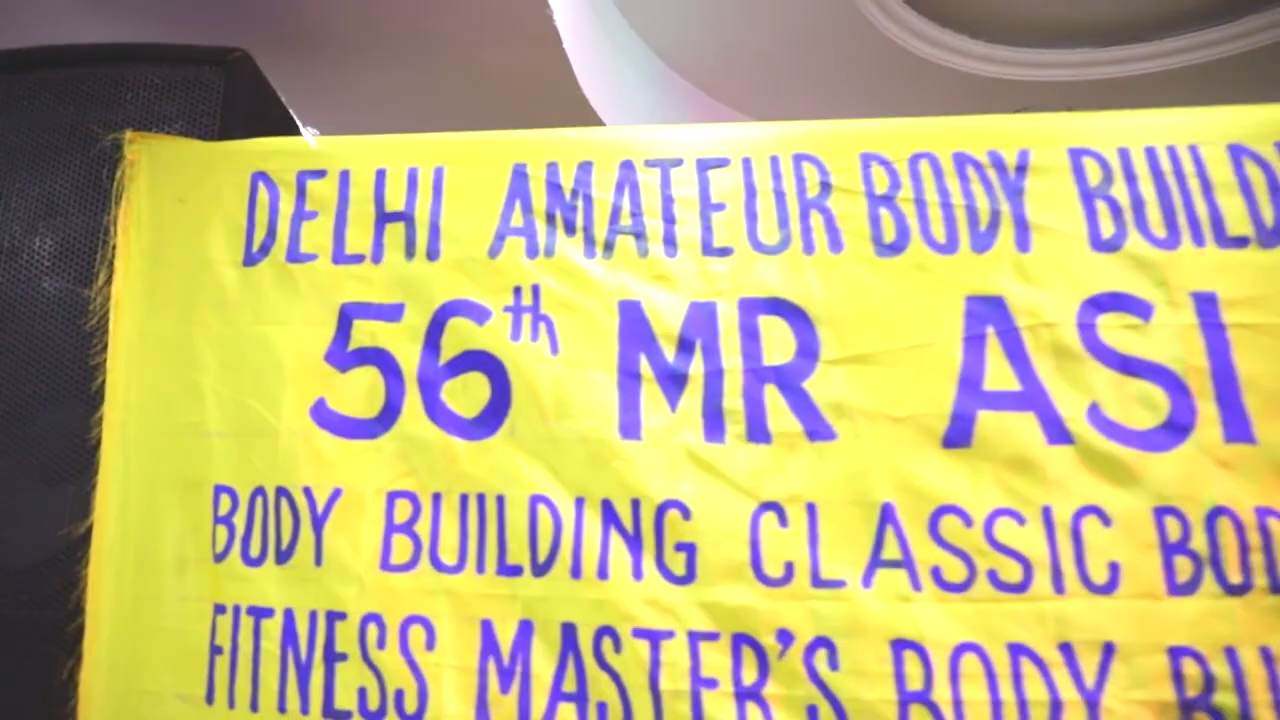 DELHI AMATEUR BODY BUILD
56th MR ASI
BODY BUILDING CLASSIC BOD
FITNESS MASTER'S BODY BU